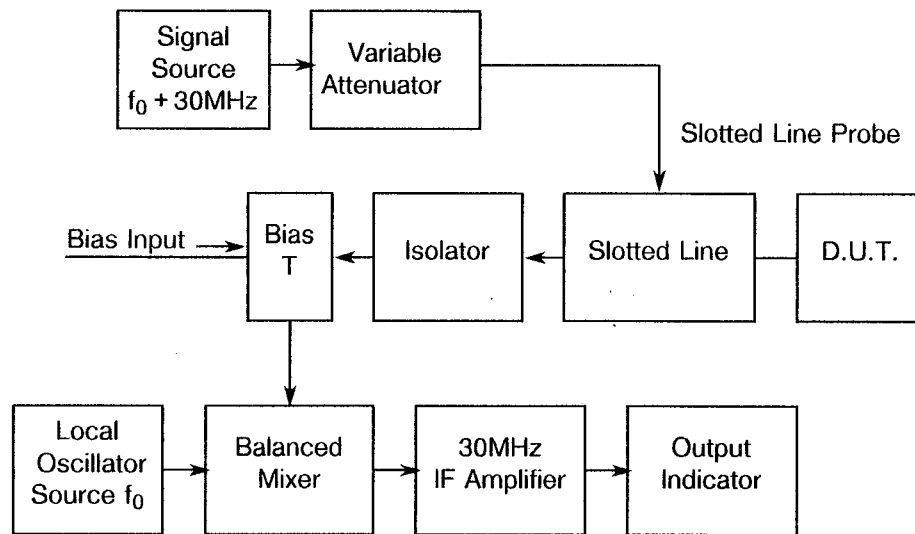 Signal
Source
f₀ + 30MHz
Variable
Attenuator
Slotted Line Probe
Bias Input
Bias
T
Isolator
Slotted Line
D.U.T.
Local
Oscillator
Source f₀
Balanced
Mixer
30MHz
IF Amplifier
Output
Indicator